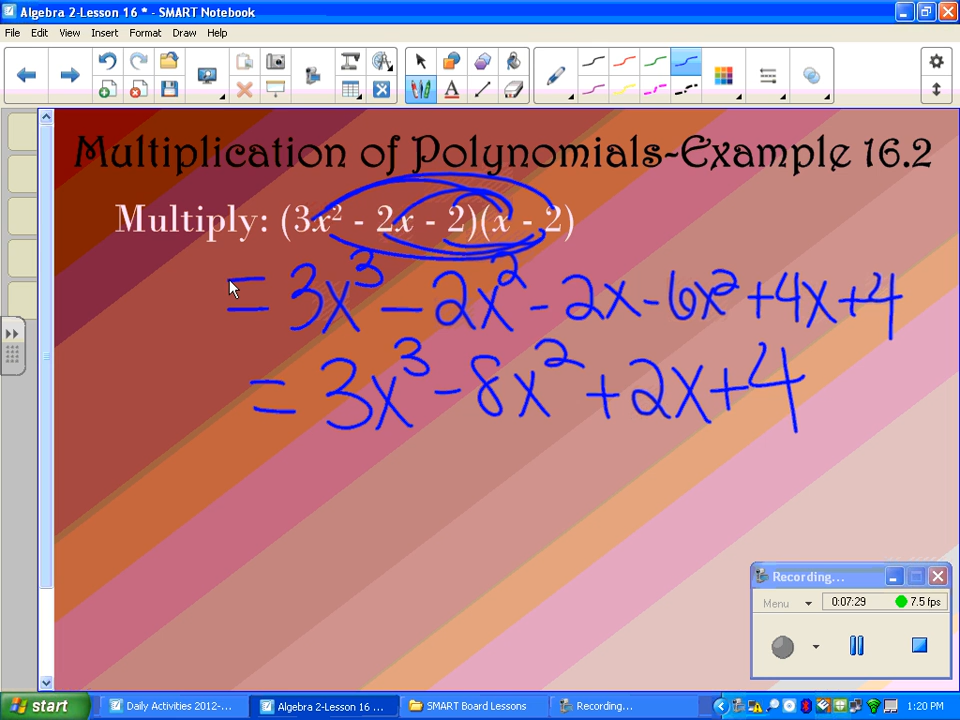 Algebra 2-Lesson 16 * - SMART Notebook
File Edit View Insert Format Draw Help
Multiplication of Polynomials-Example 16.2
Multiply: (3x² - 2x - 2)(x - 2)
= 3x³ - 2x² - 2x - 6x² + 4x + 4
= 3x³ - 8x² + 2x + 4
Recording...
Menu 0:07:29 7.5 fps
start Daily Activities 2012-... Algebra 2-Lesson 16 ... SMART Board Lessons Recording... 1:20 PM